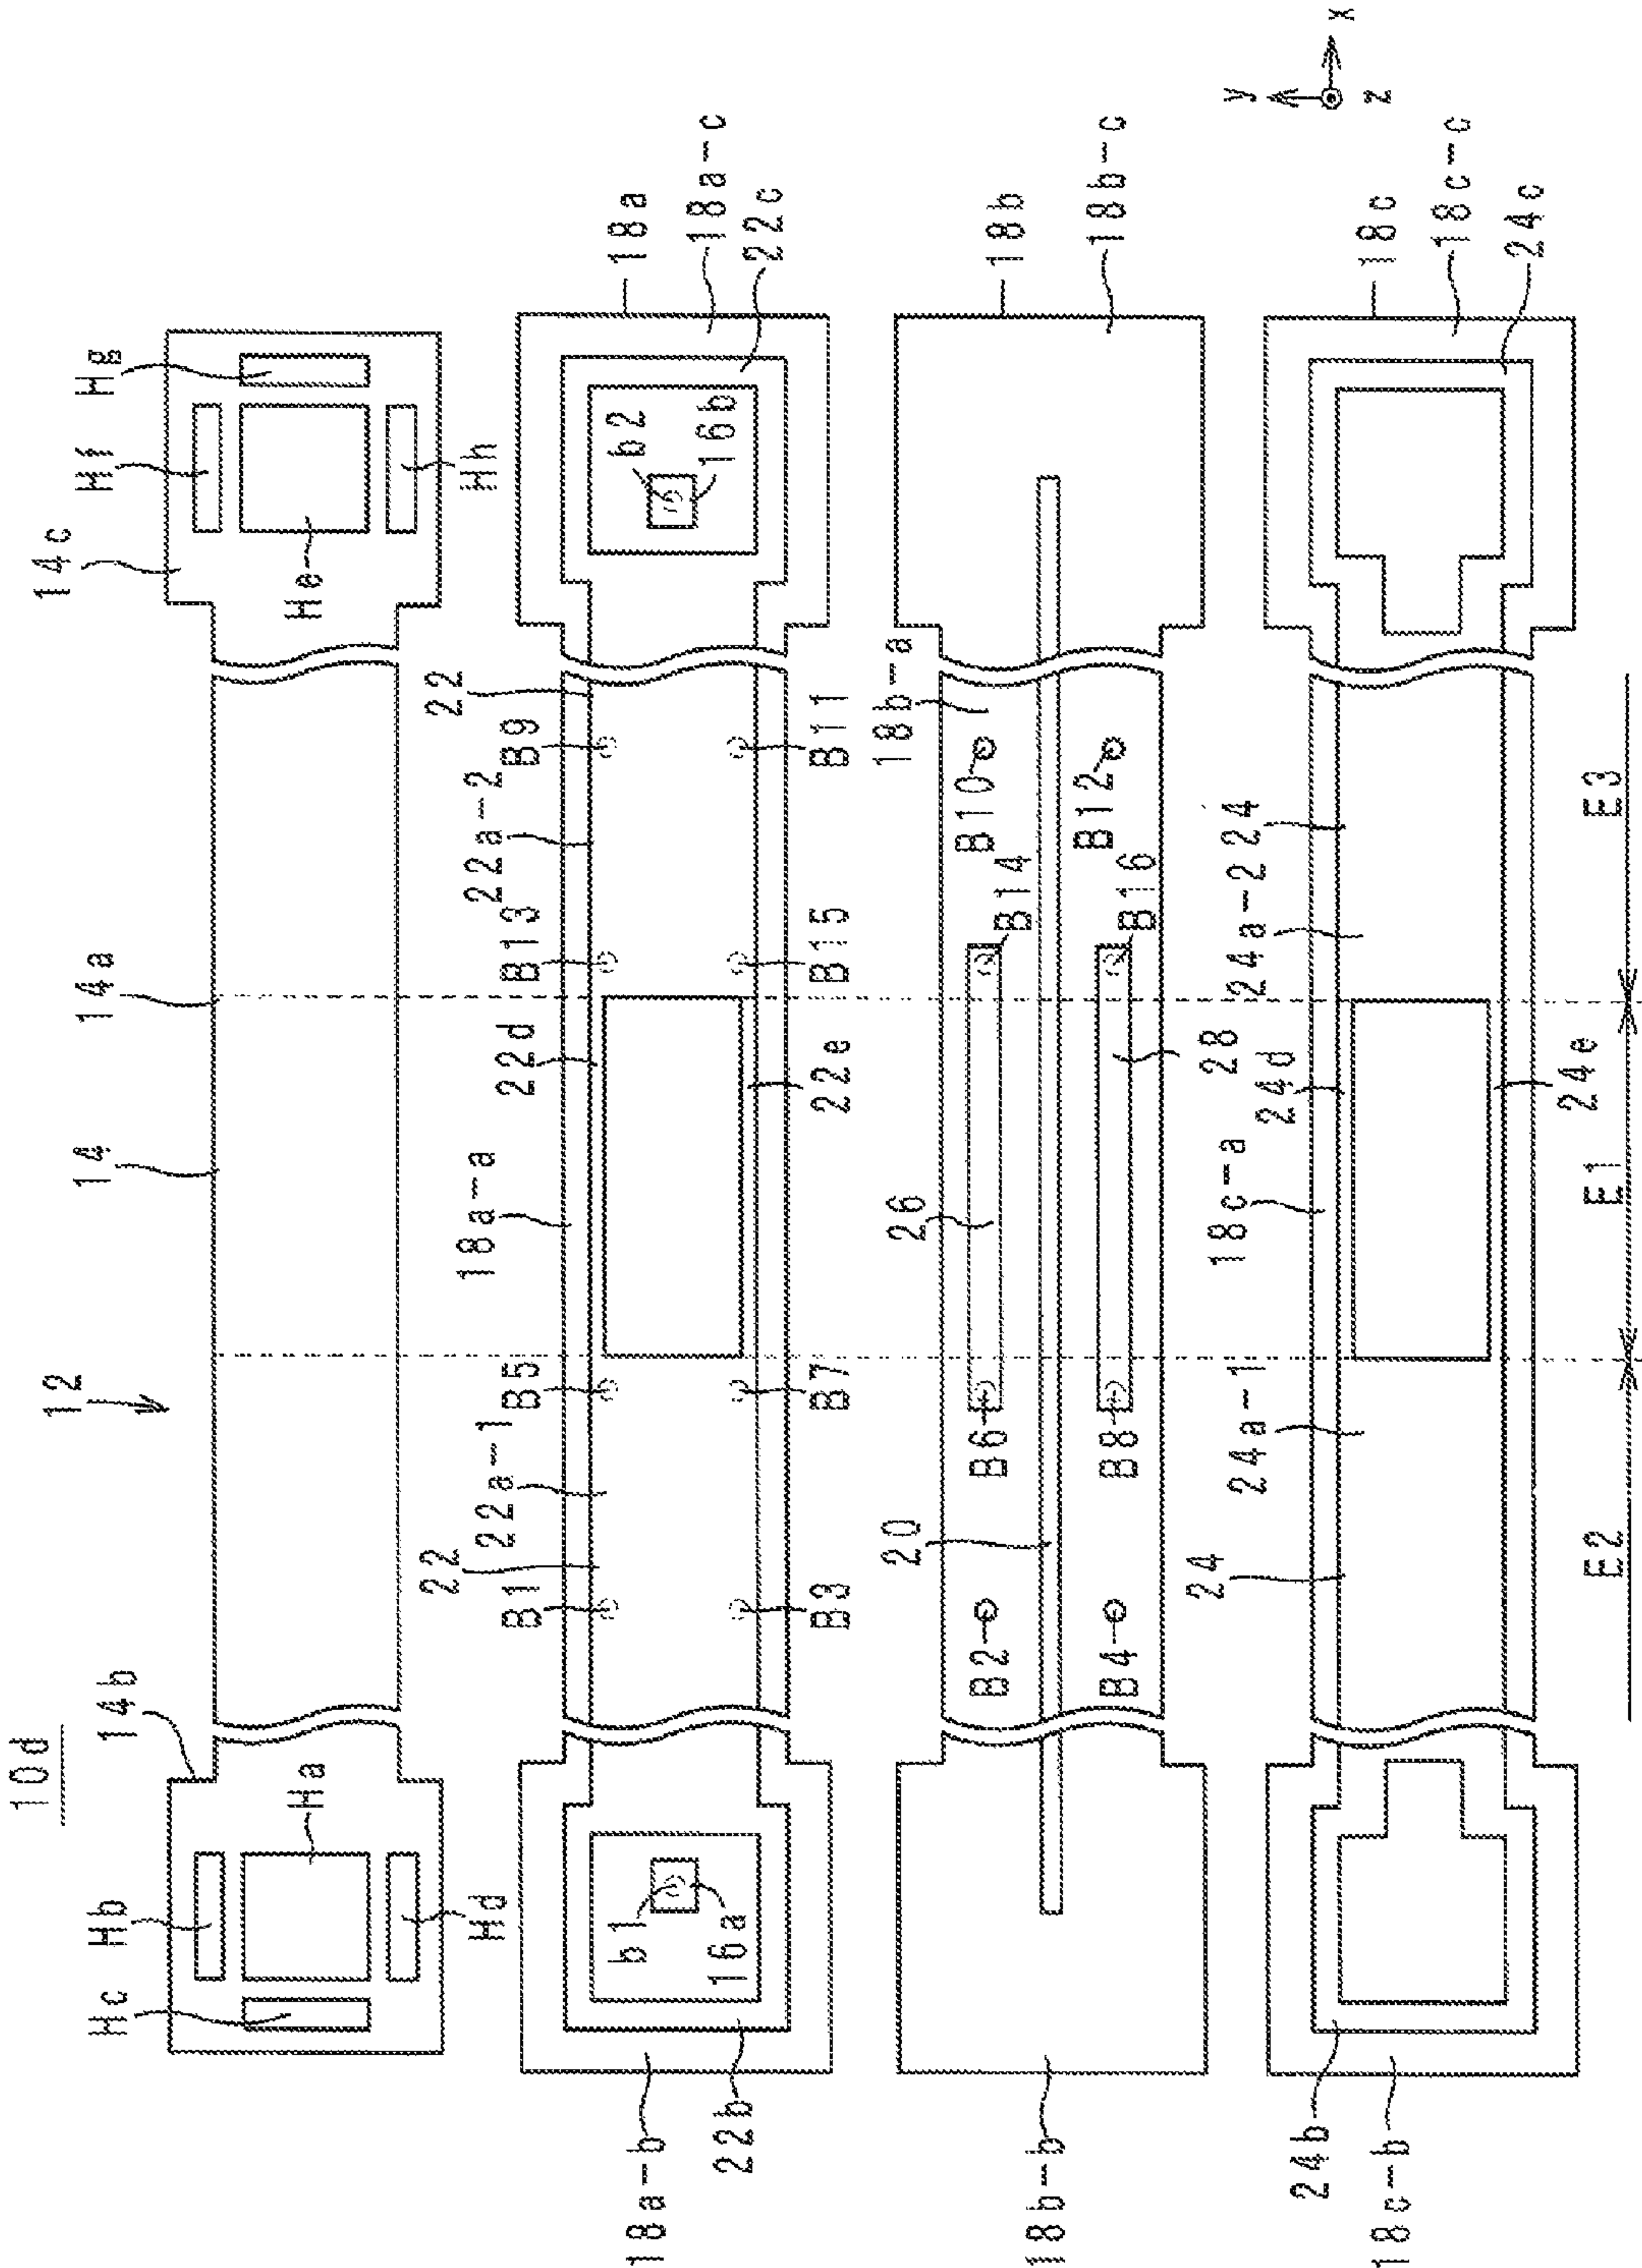 10d
12
14
14a
14b
14c
Ha
Hb
Hc
Hd
He
Hf
Hg
Hh
18a
18a-a
18a-b
18a-c
22
22
22a-1
22a-2
22b
22c
22d
22e
B1
B3
B5
B7
B9
B11
B13
B15
b1
16a
b2
16b
18b
18b-a
18b-b
18b-c
20
26
28
B2
B4
B6
B8
B10
B12
B14
B16
18c
18c-a
18c-b
18c-c
24
24
24a-1
24a-2
24b
24c
24d
24e
E2
E1
E3
y
x
z